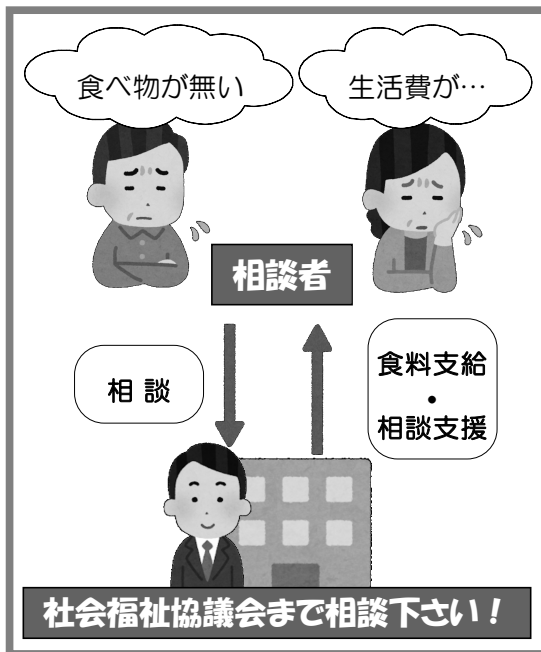 食べ物が無い
生活費が…
相談者
相 談
食料支給
・
相談支援
社会福祉協議会まで相談下さい！